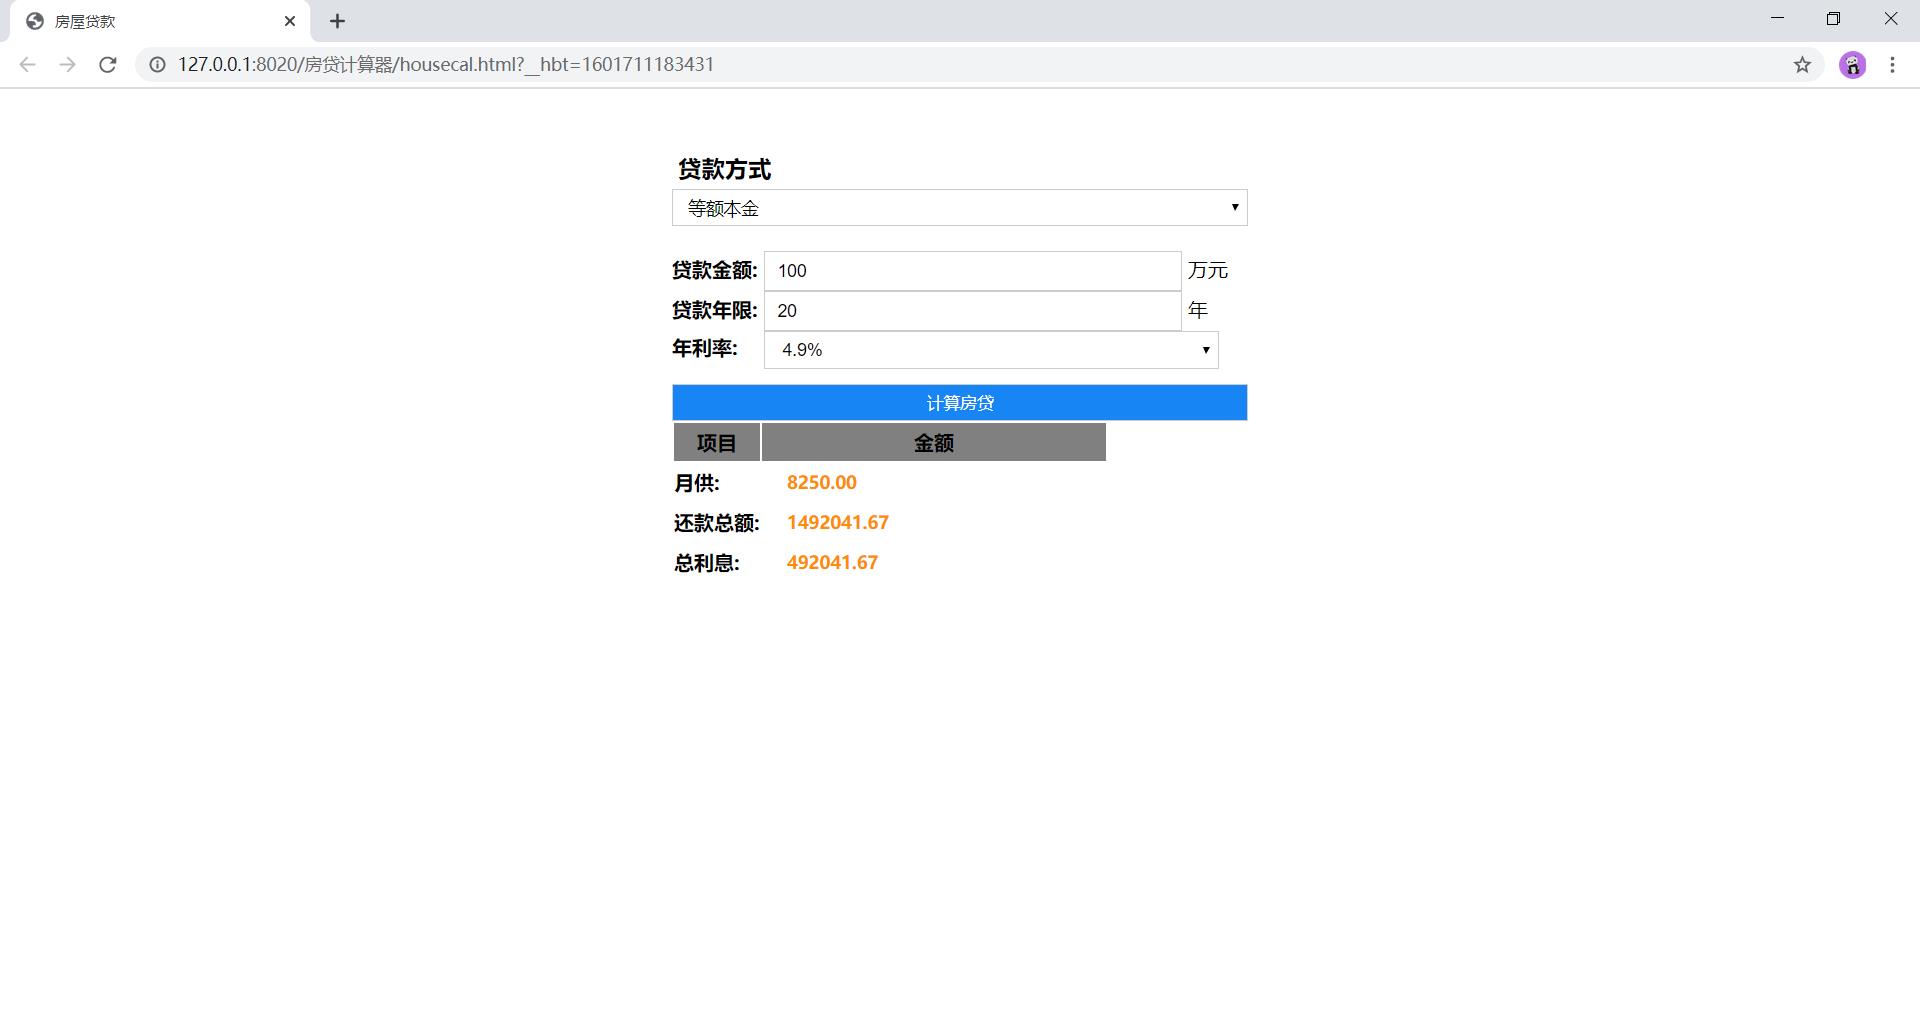 房屋贷款
127.0.0.1:8020/房贷计算器/housecal.html?__hbt=1601711183431
贷款方式
等额本金
贷款金额: 100 万元
贷款年限: 20 年
年利率: 4.9%
计算房贷
项目 金额
月供: 8250.00
还款总额: 1492041.67
总利息: 492041.67